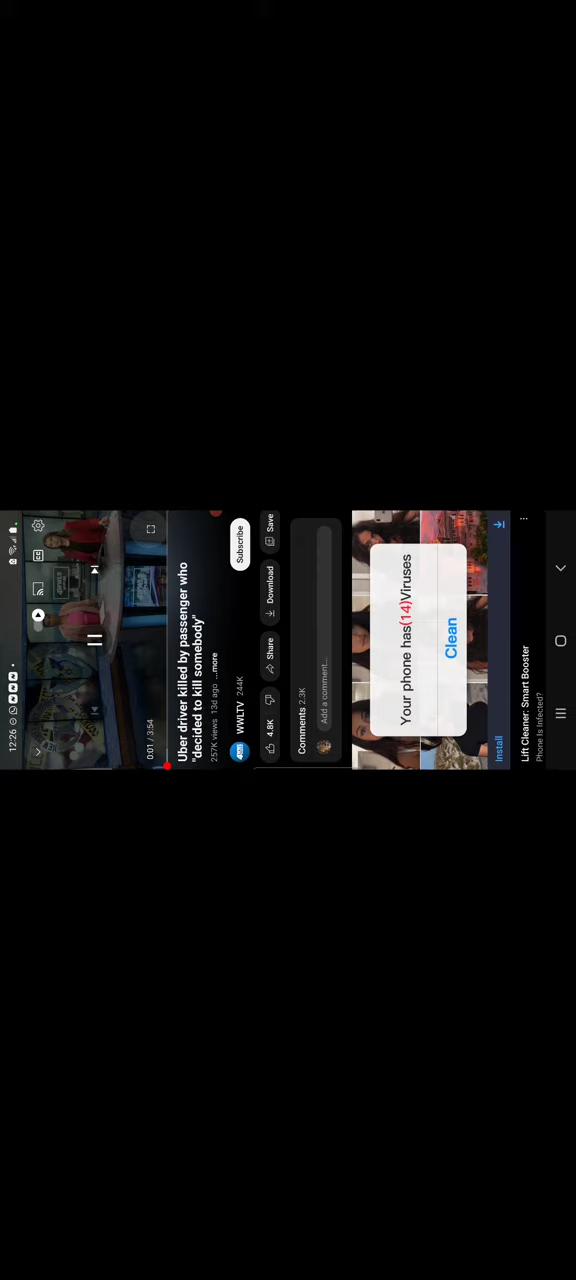 12:26
CC
0:01 / 3:54
Uber driver killed by passenger who
"decided to kill somebody"
257K views 13d ago ...more
WWLTV 244K Subscribe
4.8K Share Download Save
Comments 2.3K
Add a comment...
Your phone has(14)Viruses
Clean
Install
Lift Cleaner: Smart Booster
Phone Is Infected?